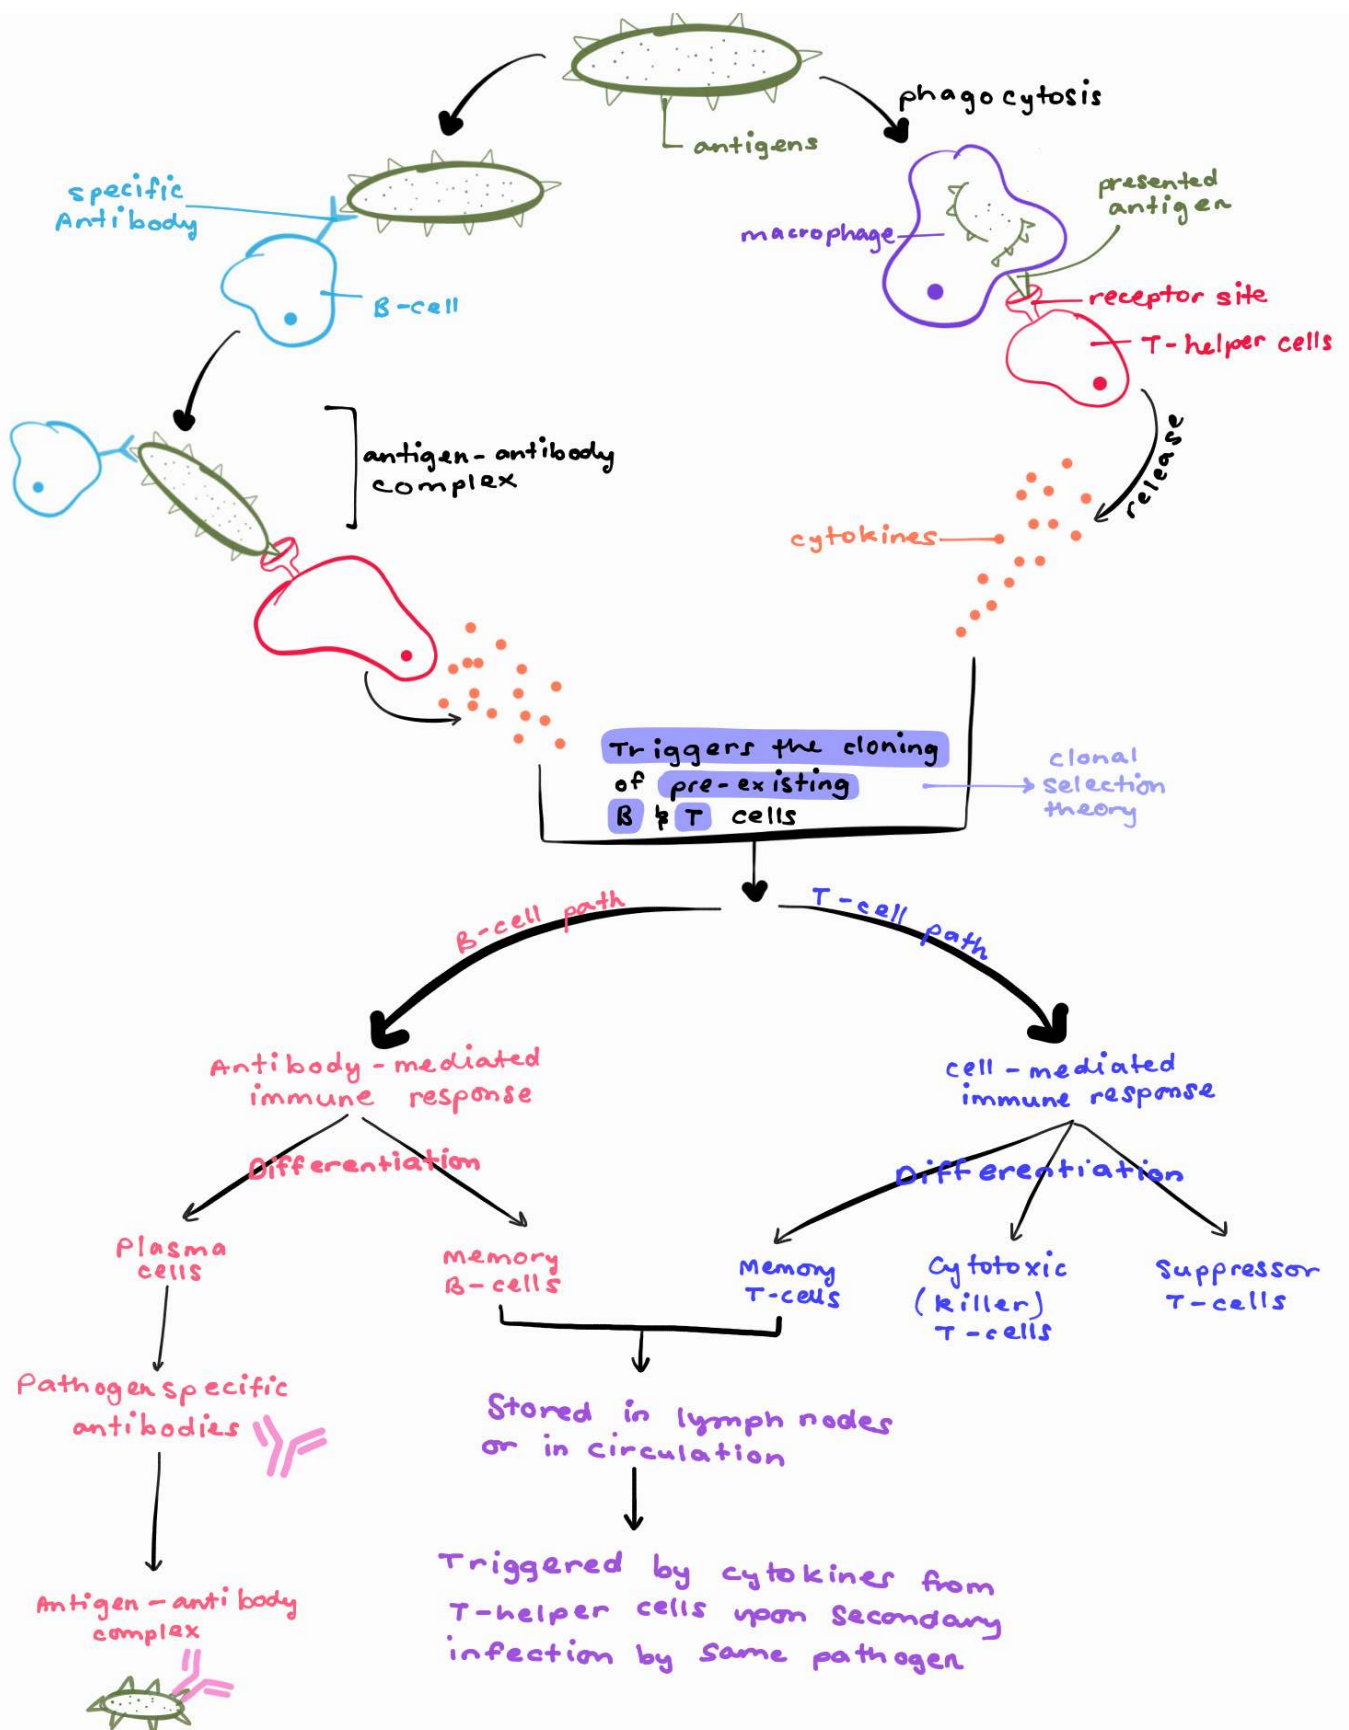 phagocytosis
antigens
specific
Antibody
presented
antigen
macrophage
B-cell
receptor site
T-helper cells
antigen-antibody
complex
release
cytokines
Triggers the cloning
of pre-existing
B & T cells
clonal
selection
theory
B-cell path
T-cell path
Antibody-mediated
immune response
cell-mediated
immune response
Differentiation
Differentiation
Plasma
cells
Memory
B-cells
Memory
T-cells
Cytotoxic
(killer)
T-cells
Suppressor
T-cells
Pathogen specific
antibodies
Stored in lymph nodes
or in circulation
Triggered by cytokines from
T-helper cells upon secondary
infection by same pathogen
Antigen-antibody
complex